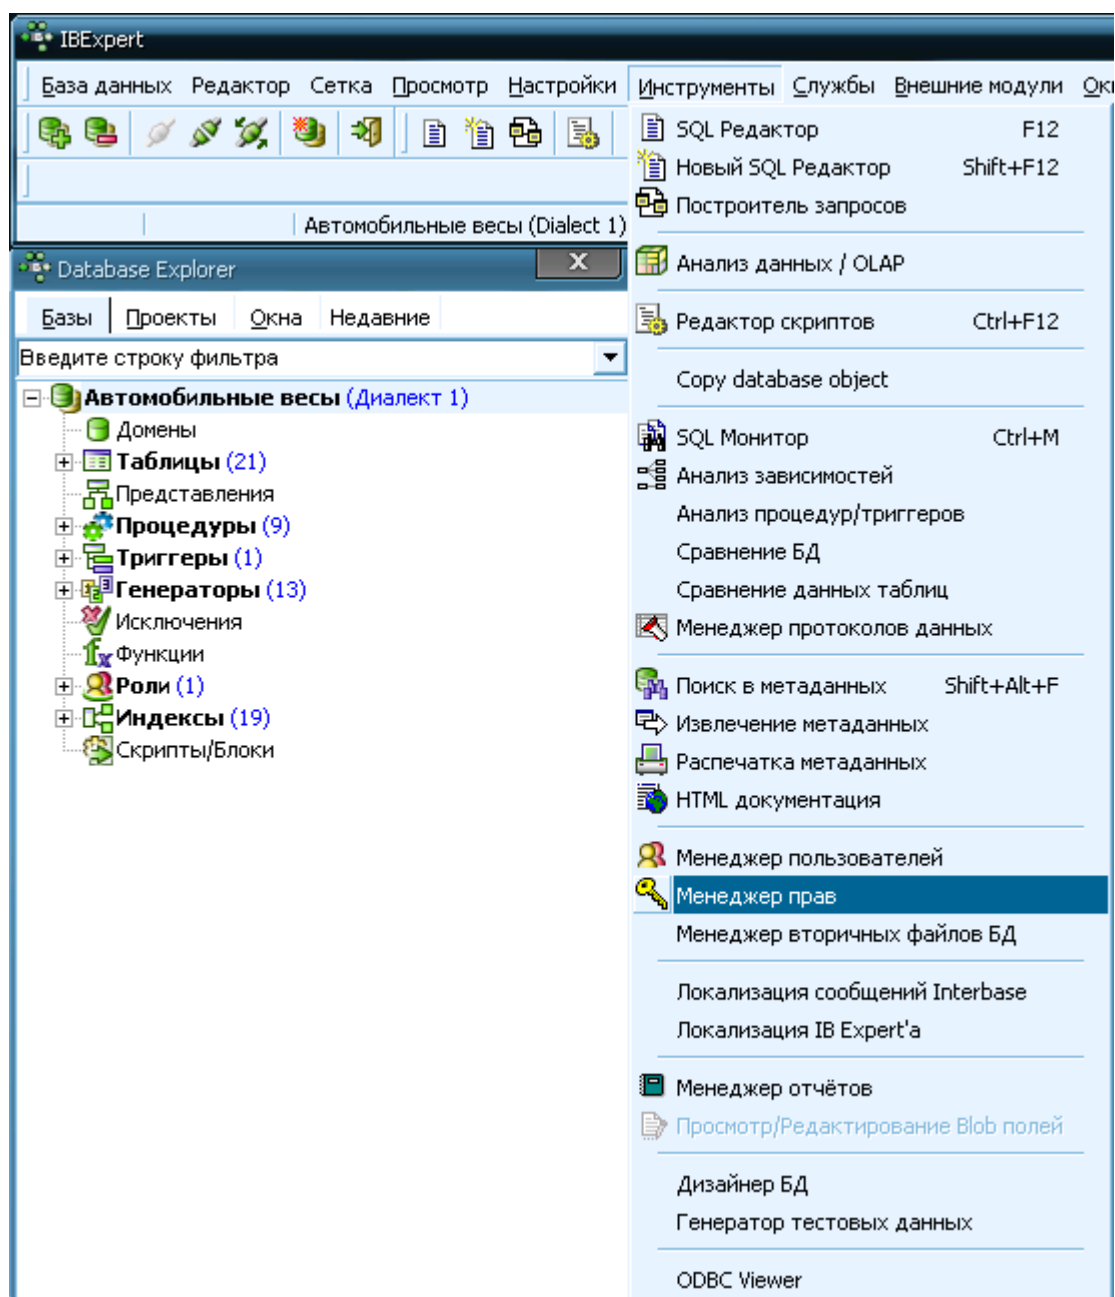 IBExpert
База данных Редактор Сетка Просмотр Настройки Инструменты Службы Внешние модули
Автомобильные весы (Dialect 1)
Database Explorer
Базы Проекты Окна Недавние
Введите строку фильтра
Автомобильные весы (Диалект 1)
Домены
Таблицы (21)
Представления
Процедуры (9)
Триггеры (1)
Генераторы (13)
Исключения
Функции
Роли (1)
Индексы (19)
Скрипты/Блоки
SQL Редактор F12
Новый SQL Редактор Shift+F12
Построитель запросов
Анализ данных / OLAP
Редактор скриптов Ctrl+F12
Copy database object
SQL Монитор Ctrl+M
Анализ зависимостей
Анализ процедур/триггеров
Сравнение БД
Сравнение данных таблиц
Менеджер протоколов данных
Поиск в метаданных Shift+Alt+F
Извлечение метаданных
Распечатка метаданных
HTML документация
Менеджер пользователей
Менеджер прав
Менеджер вторичных файлов БД
Локализация сообщений Interbase
Локализация IB Expert'а
Менеджер отчётов
Просмотр/Редактирование Blob полей
Дизайнер БД
Генератор тестовых данных
ODBC Viewer